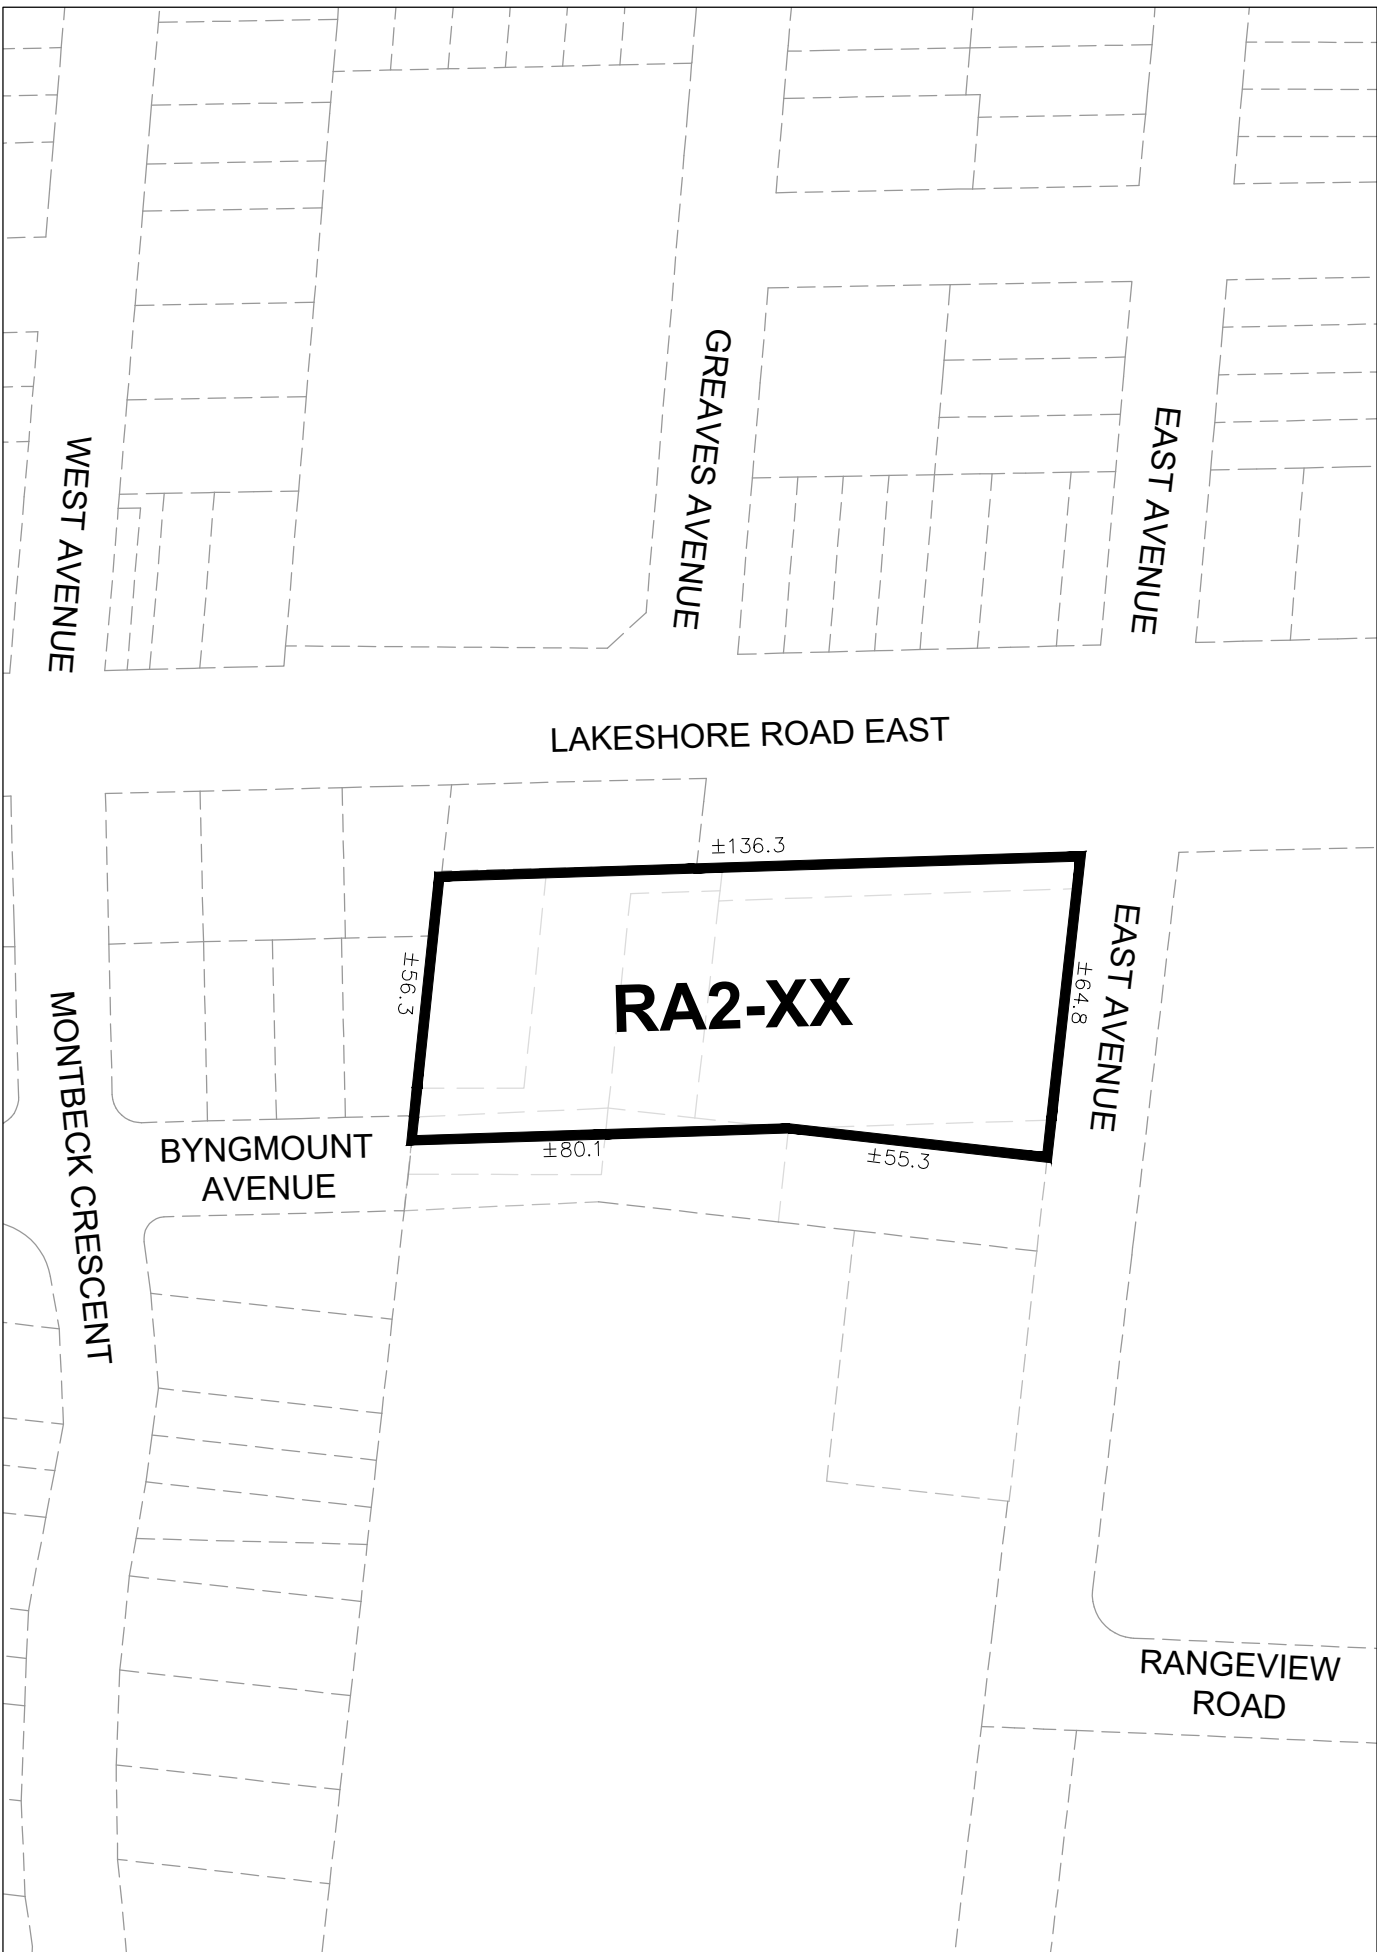 GREAVES AVENUE
EAST AVENUE
WEST AVENUE
LAKESHORE ROAD EAST
±136.3
±56.3
RA2-XX
±64.8
EAST AVENUE
MONTBECK CRESCENT
BYNGMOUNT
AVENUE
±80.1
±55.3
RANGEVIEW
ROAD